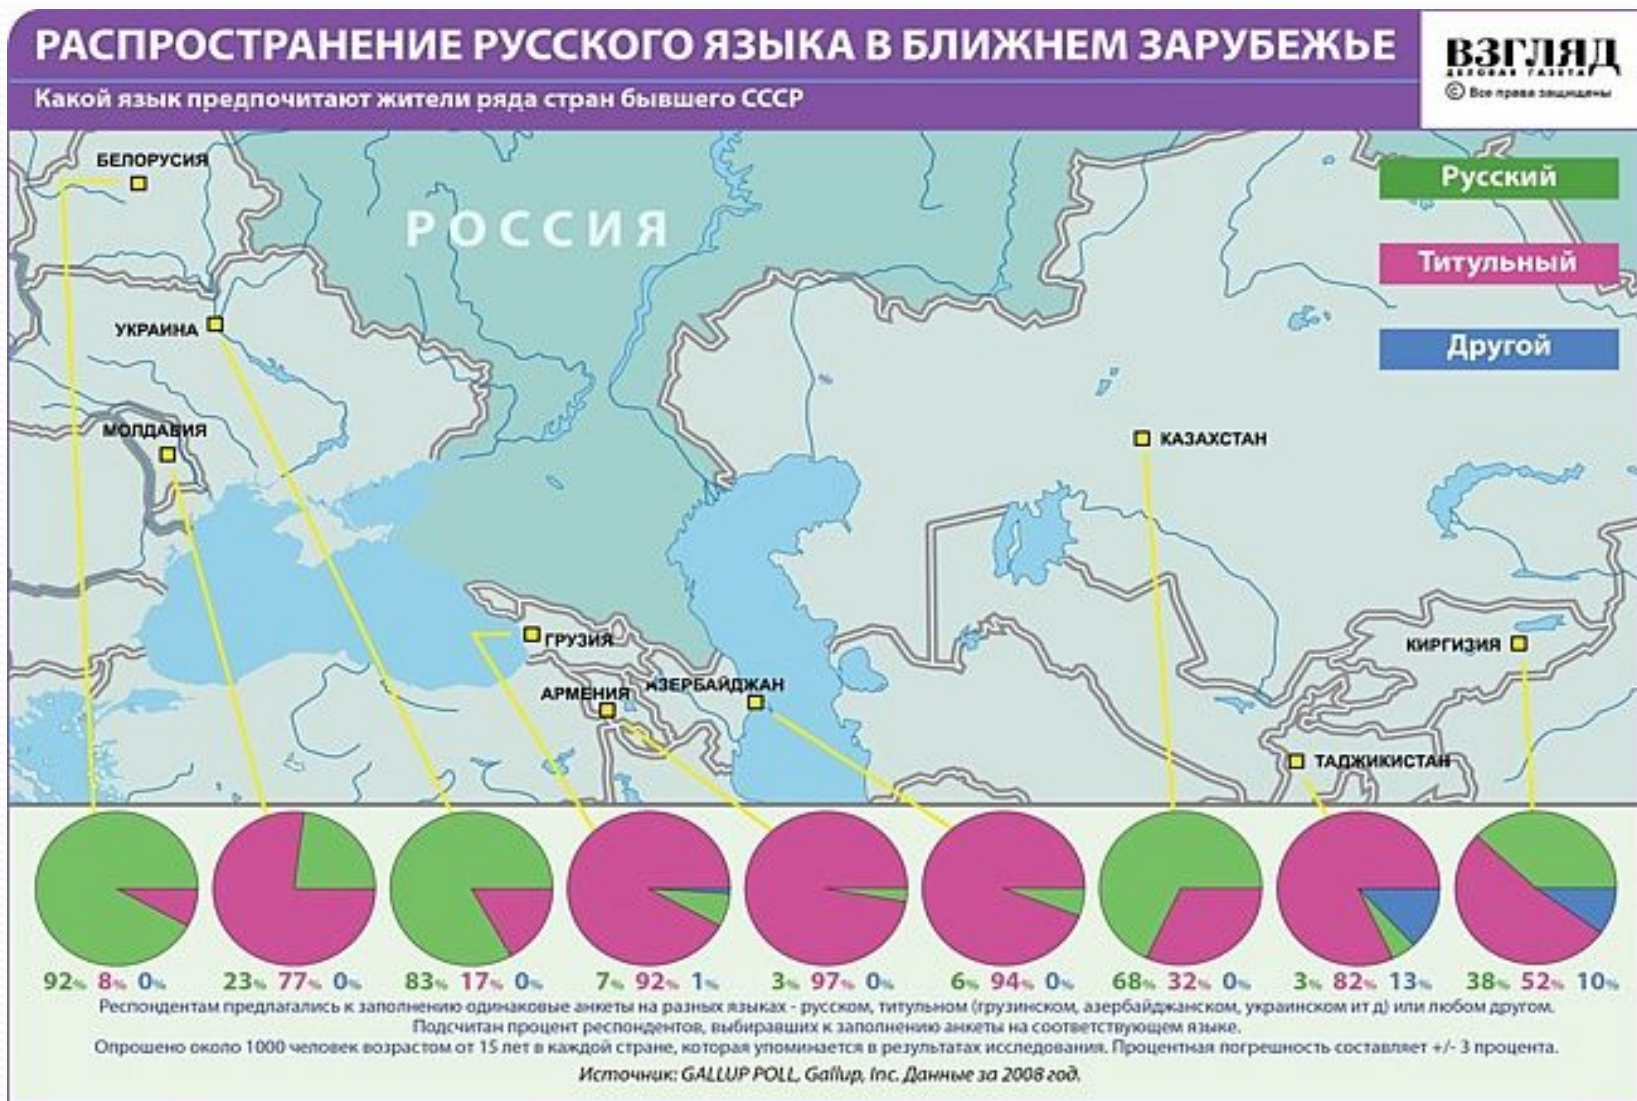 РАСПРОСТРАНЕНИЕ РУССКОГО ЯЗЫКА В БЛИЖНЕМ ЗАРУБЕЖЬЕ
Какой язык предпочитают жители ряда стран бывшего СССР
ВЗГЛЯД
ДЕЛОВАЯ ГАЗЕТА
© Все права защищены
БЕЛОРУСИЯ
Русский
РОССИЯ
Титульный
УКРАИНА
Другой
МОЛДАВИЯ
КАЗАХСТАН
ГРУЗИЯ
КИРГИЗИЯ
АРМЕНИЯ
АЗЕРБАЙДЖАН
ТАДЖИКИСТАН
92% 8% 0%
23% 77% 0%
83% 17% 0%
7% 92% 1%
3% 97% 0%
6% 94% 0%
68% 32% 0%
3% 82% 13%
38% 52% 10%
Респондентам предлагались к заполнению одинаковые анкеты на разных языках - русском, титульном (грузинском, азербайджанском, украинском ит д) или любом другом.
Подсчитан процент респондентов, выбиравших к заполнению анкеты на соответствующем языке.
Опрошено около 1000 человек возрастом от 15 лет в каждой стране, которая упоминается в результатах исследования. Процентная погрешность составляет +/- 3 процента.
Источник: GALLUP POLL, Gallup, Inc. Данные за 2008 год.